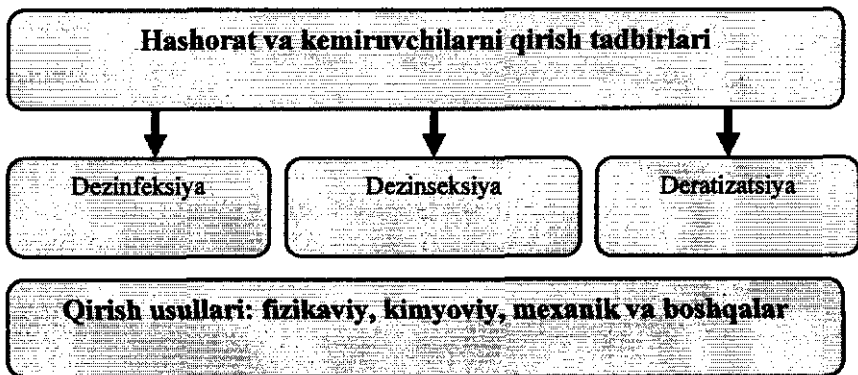 Hashorat va kemiruvchilarni qirish tadbirlari
Dezinfeksiya
Dezinseksiya
Deratizatsiya
Qirish usullari: fizikaviy, kimyoviy, mexanik va boshqalar